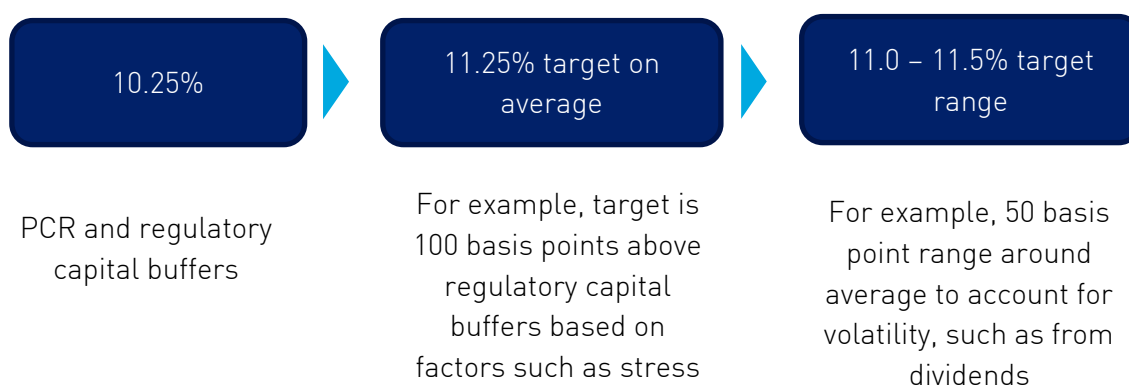 10.25%
PCR and regulatory
capital buffers
11.25% target on
average
For example, target is
100 basis points above
regulatory capital
buffers based on
factors such as stress
11.0 – 11.5% target
range
For example, 50 basis
point range around
average to account for
volatility, such as from
dividends